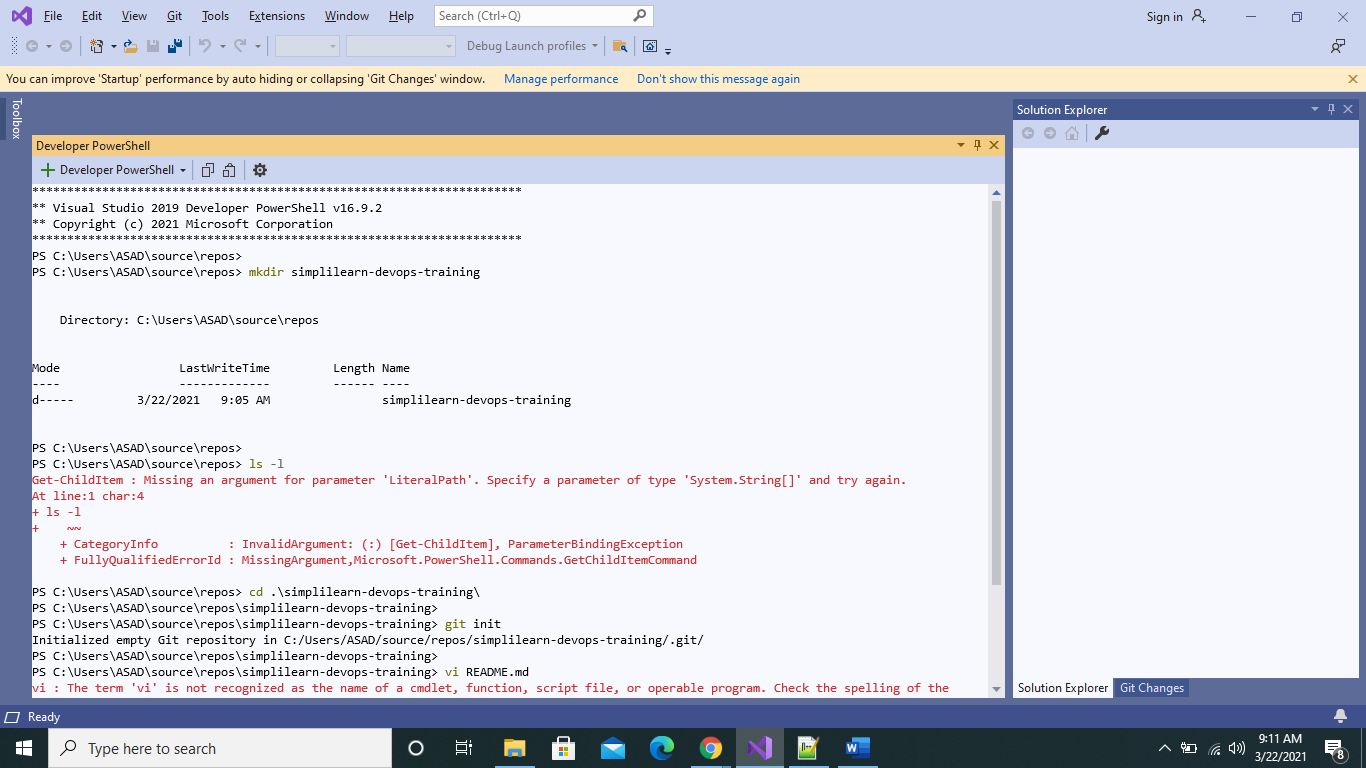 File Edit View Git Tools Extensions Window Help Search (Ctrl+Q) Sign in
Debug Launch profiles
You can improve 'Startup' performance by auto hiding or collapsing 'Git Changes' window. Manage performance Don't show this message again
Toolbox
Solution Explorer
Developer PowerShell
Developer PowerShell
**********************************************************************
** Visual Studio 2019 Developer PowerShell v16.9.2
** Copyright (c) 2021 Microsoft Corporation
**********************************************************************
PS C:\Users\ASAD\source\repos>
PS C:\Users\ASAD\source\repos> mkdir simplilearn-devops-training
Directory: C:\Users\ASAD\source\repos
Mode LastWriteTime Length Name
---- ------------- ------ ----
d----- 3/22/2021 9:05 AM simplilearn-devops-training
PS C:\Users\ASAD\source\repos>
PS C:\Users\ASAD\source\repos> ls -l
Get-ChildItem : Missing an argument for parameter 'LiteralPath'. Specify a parameter of type 'System.String[]' and try again.
At line:1 char:4
+ ls -l
+ ~~
+ CategoryInfo : InvalidArgument: (:) [Get-ChildItem], ParameterBindingException
+ FullyQualifiedErrorId : MissingArgument,Microsoft.PowerShell.Commands.GetChildItemCommand
PS C:\Users\ASAD\source\repos> cd .\simplilearn-devops-training\
PS C:\Users\ASAD\source\repos\simplilearn-devops-training>
PS C:\Users\ASAD\source\repos\simplilearn-devops-training> git init
Initialized empty Git repository in C:/Users/ASAD/source/repos/simplilearn-devops-training/.git/
PS C:\Users\ASAD\source\repos\simplilearn-devops-training>
PS C:\Users\ASAD\source\repos\simplilearn-devops-training> vi README.md
vi : The term 'vi' is not recognized as the name of a cmdlet, function, script file, or operable program. Check the spelling of the
Solution Explorer Git Changes
Ready
Type here to search
9:11 AM
3/22/2021
8